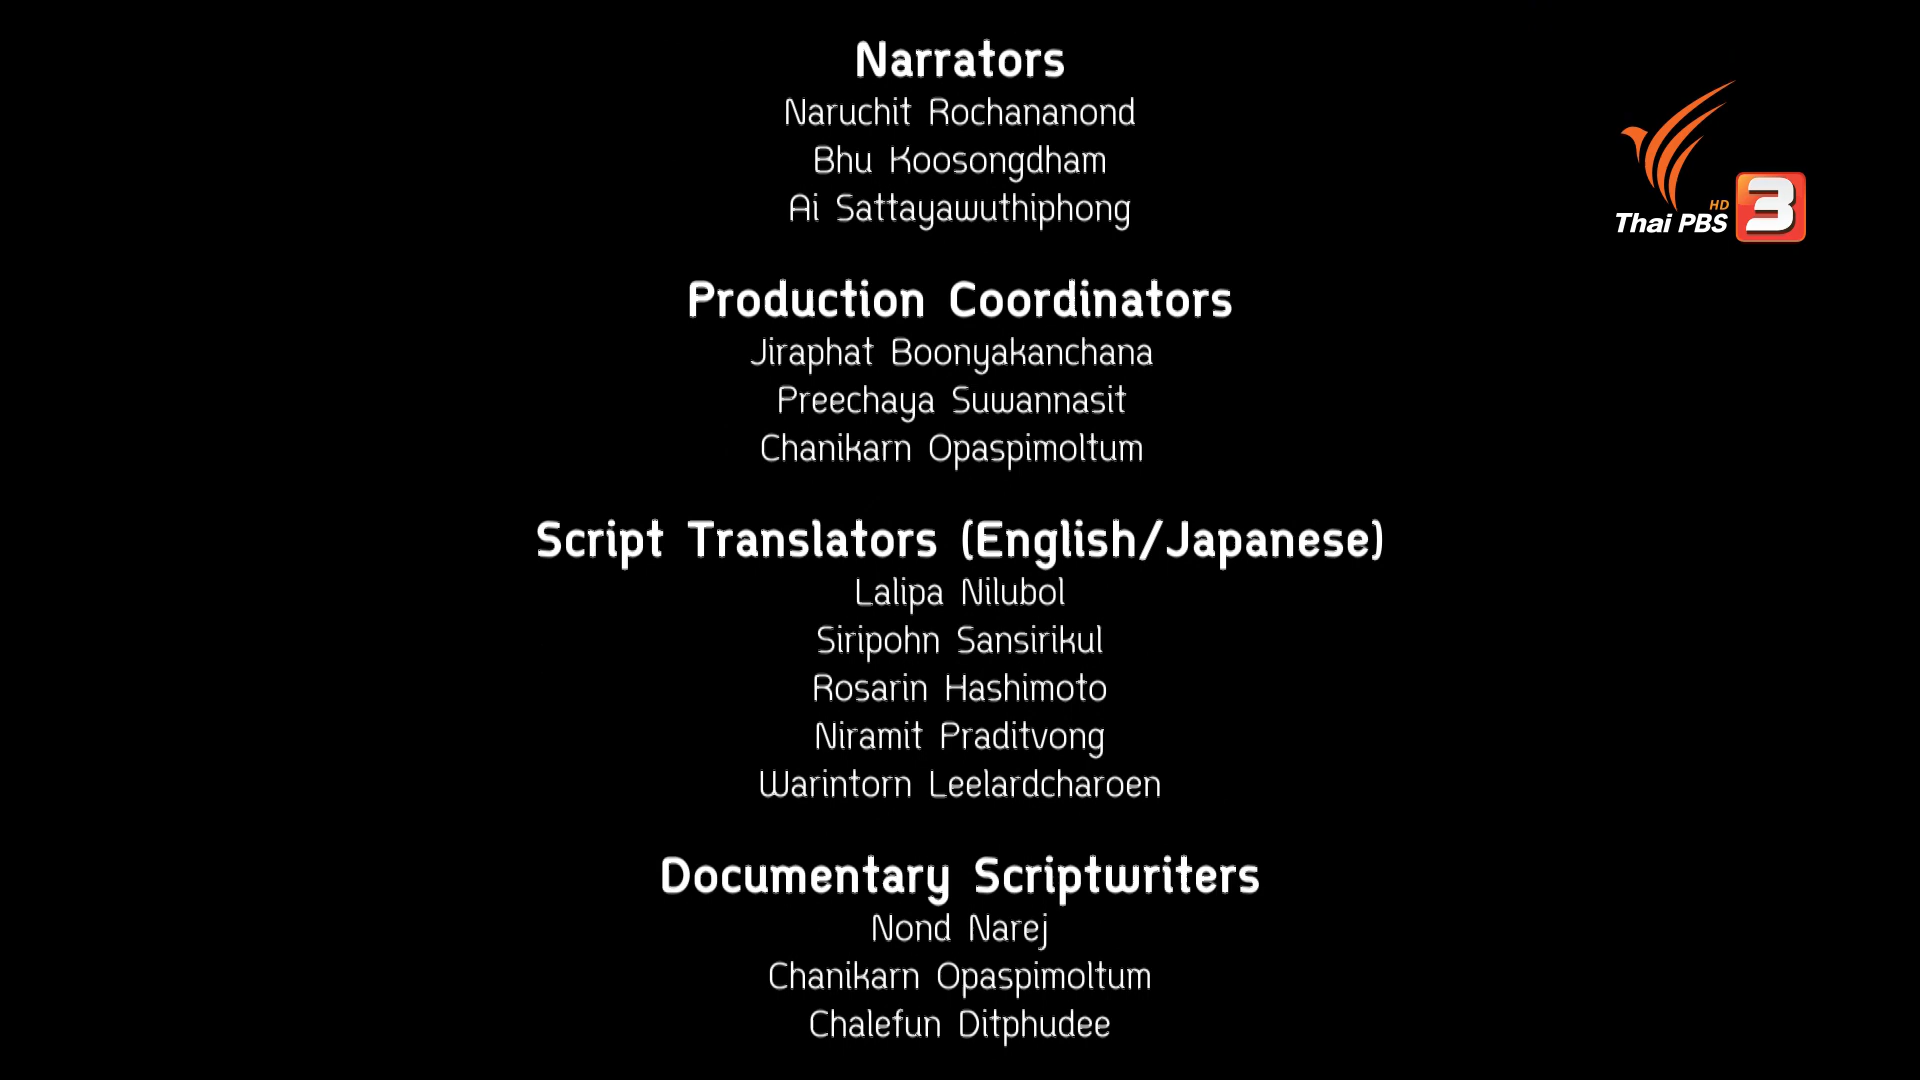 Narrators
Naruchit Rochananond
Bhu Koosongdham
Ai Sattayawuthiphong
Production Coordinators
Jiraphat Boonyakanchana
Preechaya Suwannasit
Chanikarn Opaspimoltum
Script Translators (English/Japanese)
Lalipa Nilubol
Siripohn Sansirikul
Rosarin Hashimoto
Niramit Praditvong
Warintorn Leelardcharoen
Documentary Scriptwriters
Nond Narej
Chanikarn Opaspimoltum
Chalefun Ditphudee
HD
Thai PBS 3